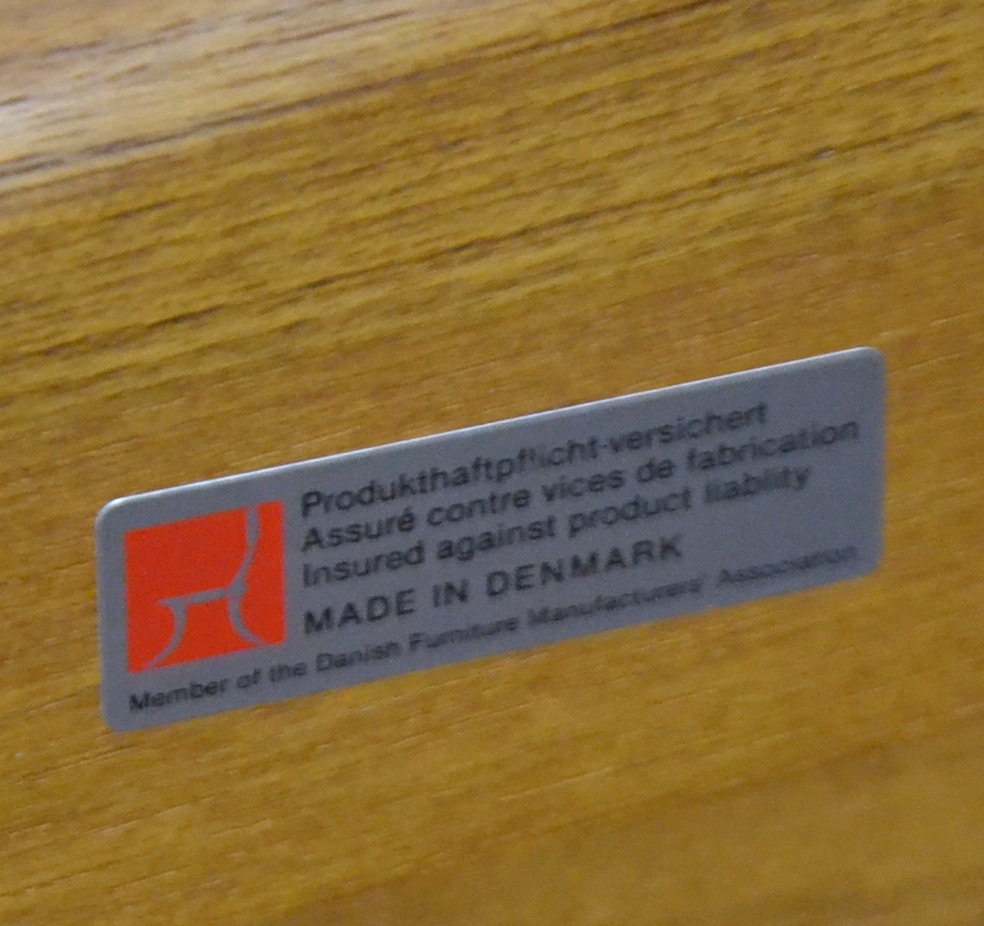 Produkthaftpflicht-versichert
Assuré contre vices de fabrication
Insured against product liability
MADE IN DENMARK
Member of the Danish Furniture Manufacturers' Association